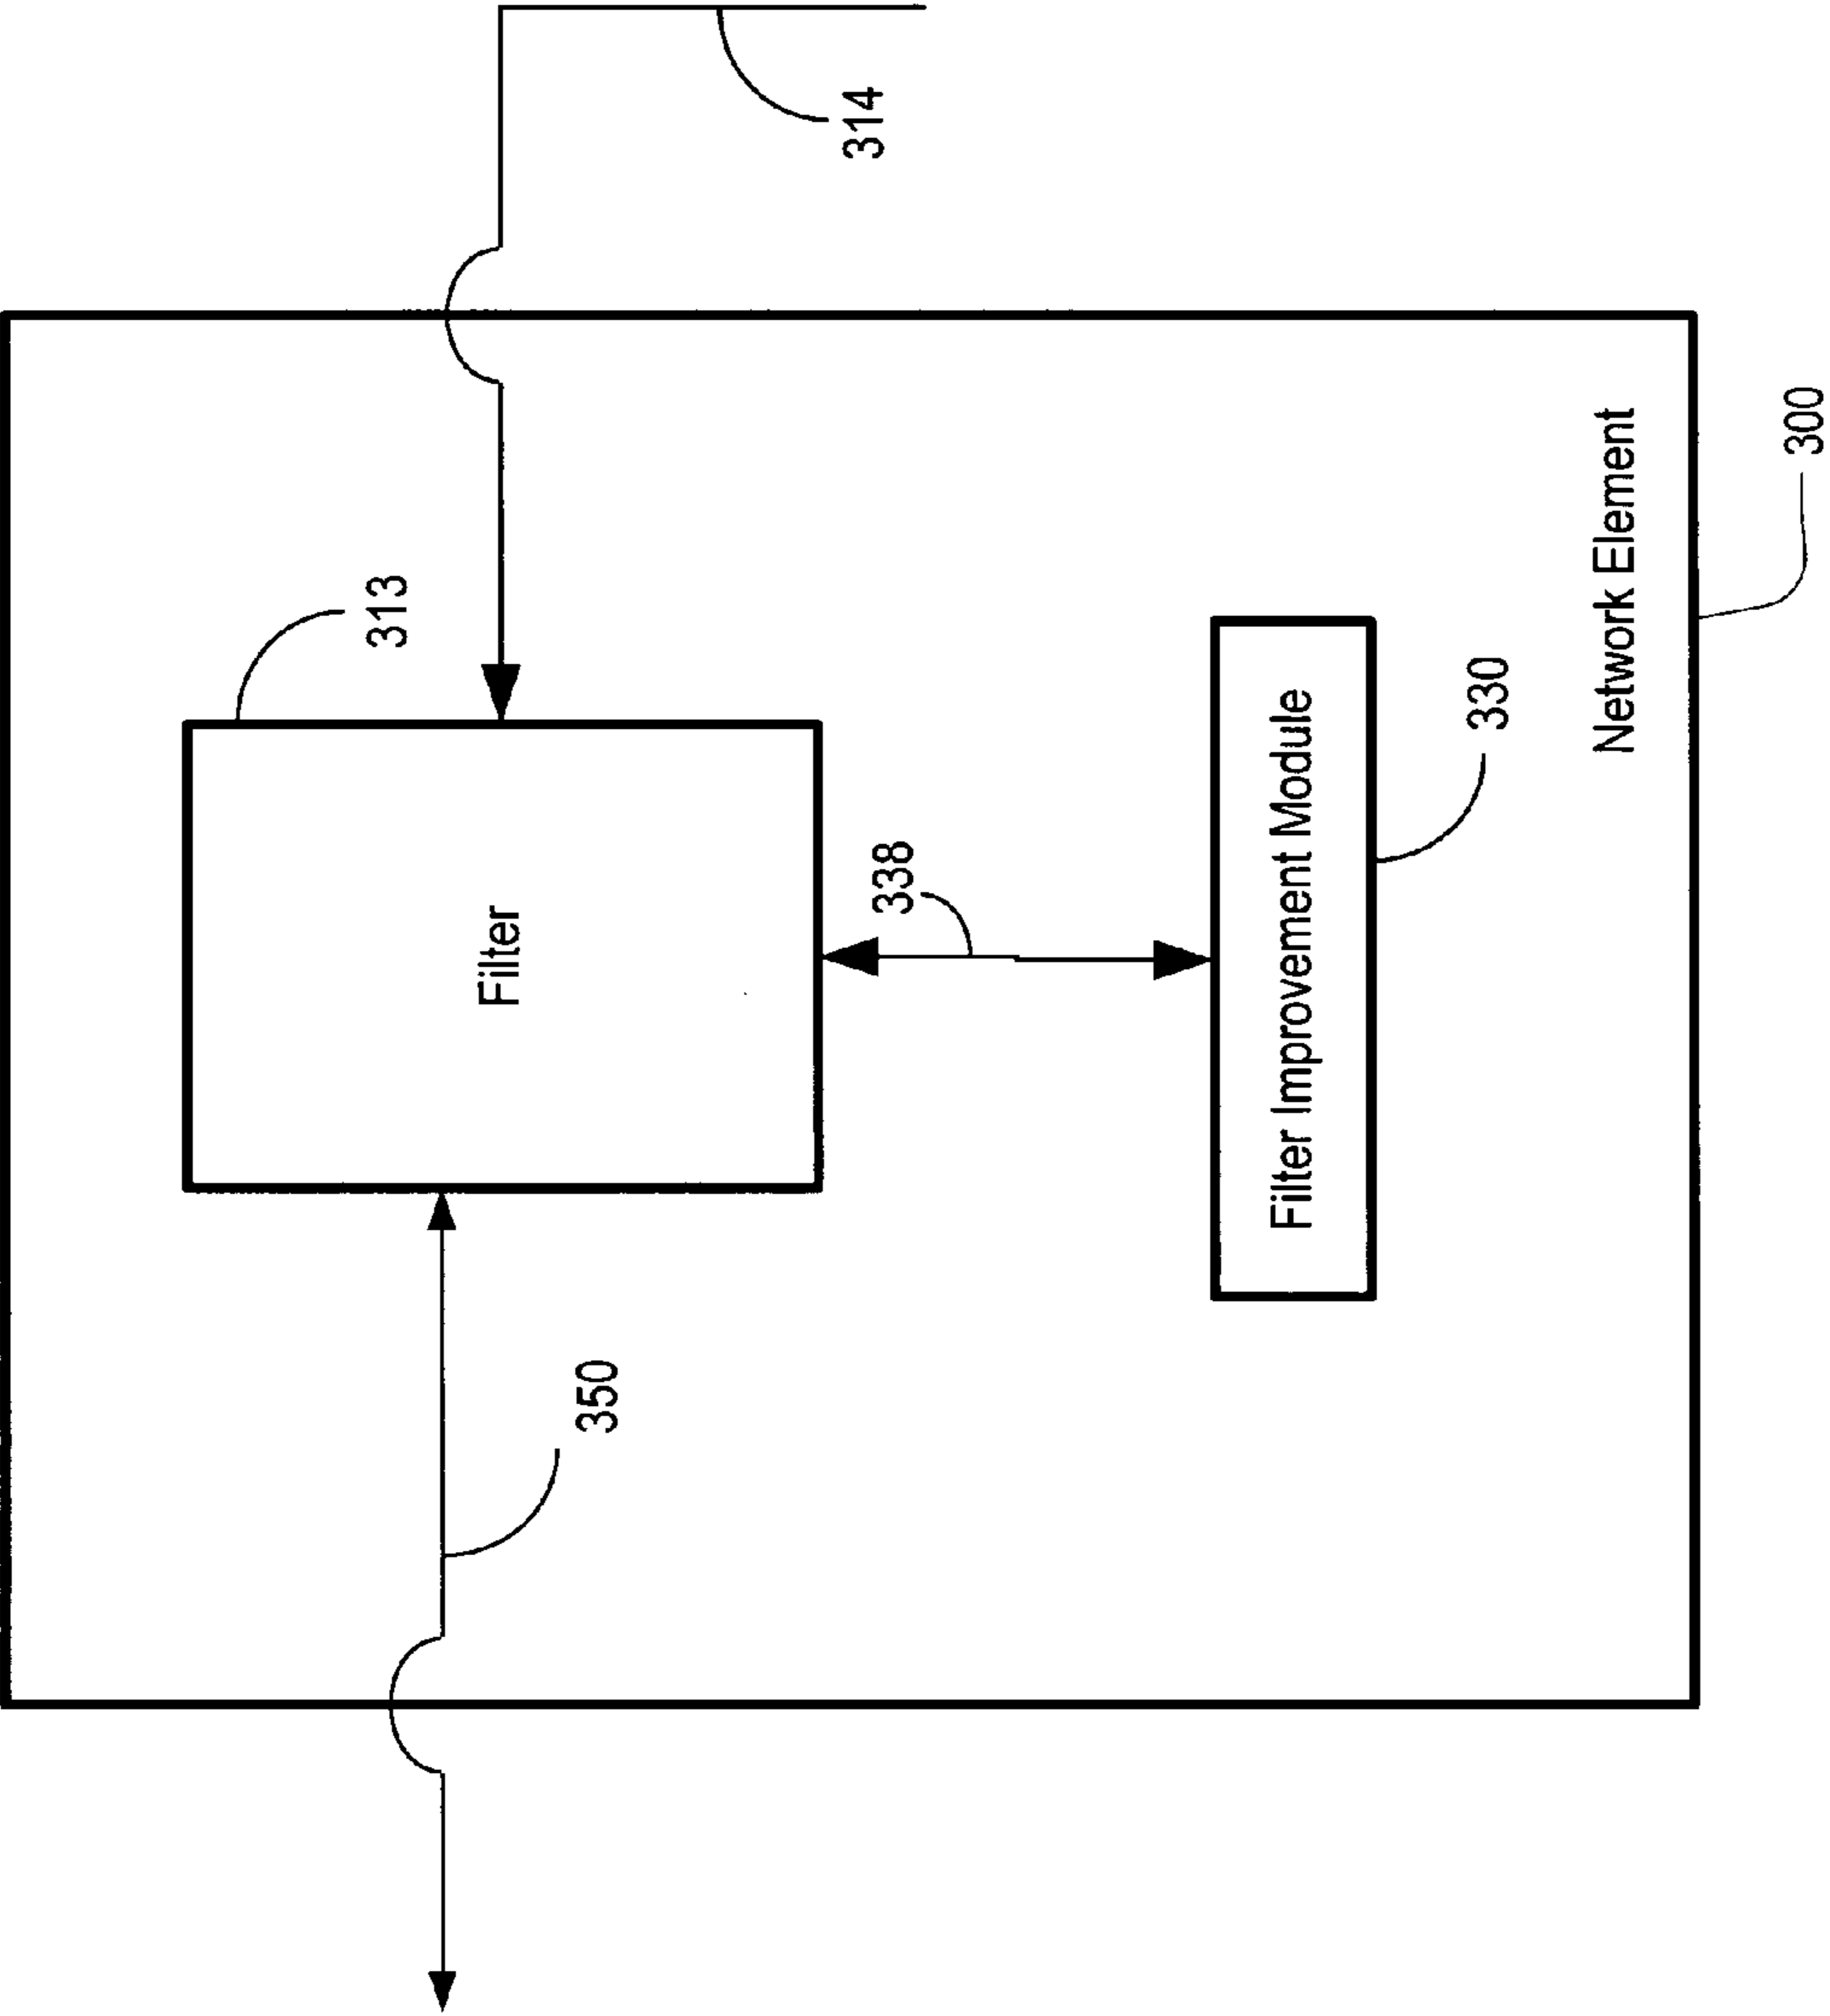 314
313
Filter
338
350
Filter Improvement Module
330
Network Element
300